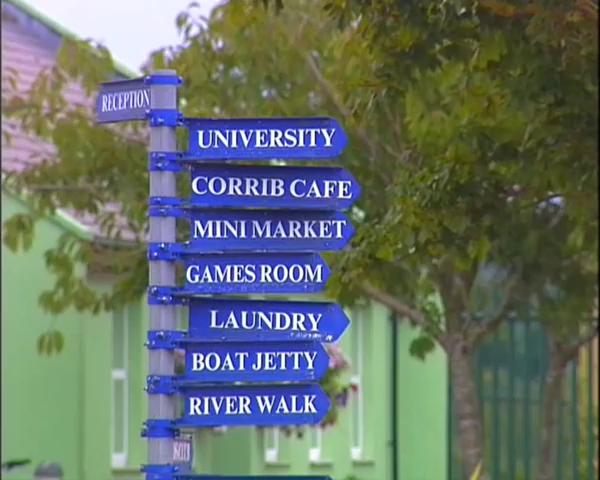 RECEPTION
UNIVERSITY
CORRIB CAFE
MINI MARKET
GAMES ROOM
LAUNDRY
BOAT JETTY
RIVER WALK